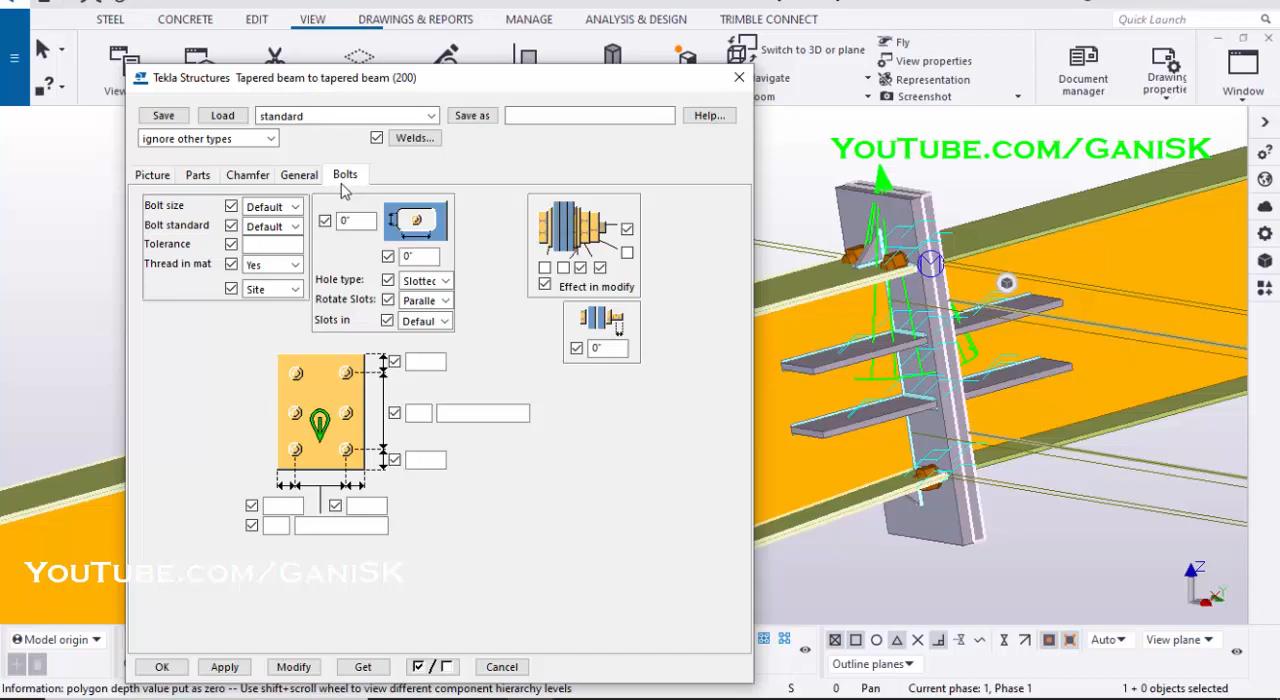 STEEL CONCRETE EDIT VIEW DRAWINGS & REPORTS MANAGE ANALYSIS & DESIGN TRIMBLE CONNECT Quick Launch
Switch to 3D or plane
Fly
View properties
Representation
Screenshot
Document manager
Drawing properties
Window
Tekla Structures Tapered beam to tapered beam (200)
Save Load standard Save as Help...
ignore other types Welds...
YouTube.com/GaniSK
Picture Parts Chamfer General Bolts
Bolt size Default
Bolt standard Default
Tolerance
Thread in mat Yes
Site
0"
0"
Hole type: Slotted
Rotate Slots: Paralle
Slots in Defaul
Effect in modify
0"
YouTube.com/GaniSK
Z
Model origin
OK Apply Modify Get / Cancel
Auto View plane
Outline planes
Information: polygon depth value put as zero -- Use shift+scroll wheel to view different component hierarchy levels
S 0 Pan Current phase: 1, Phase 1 1 + 0 objects selected